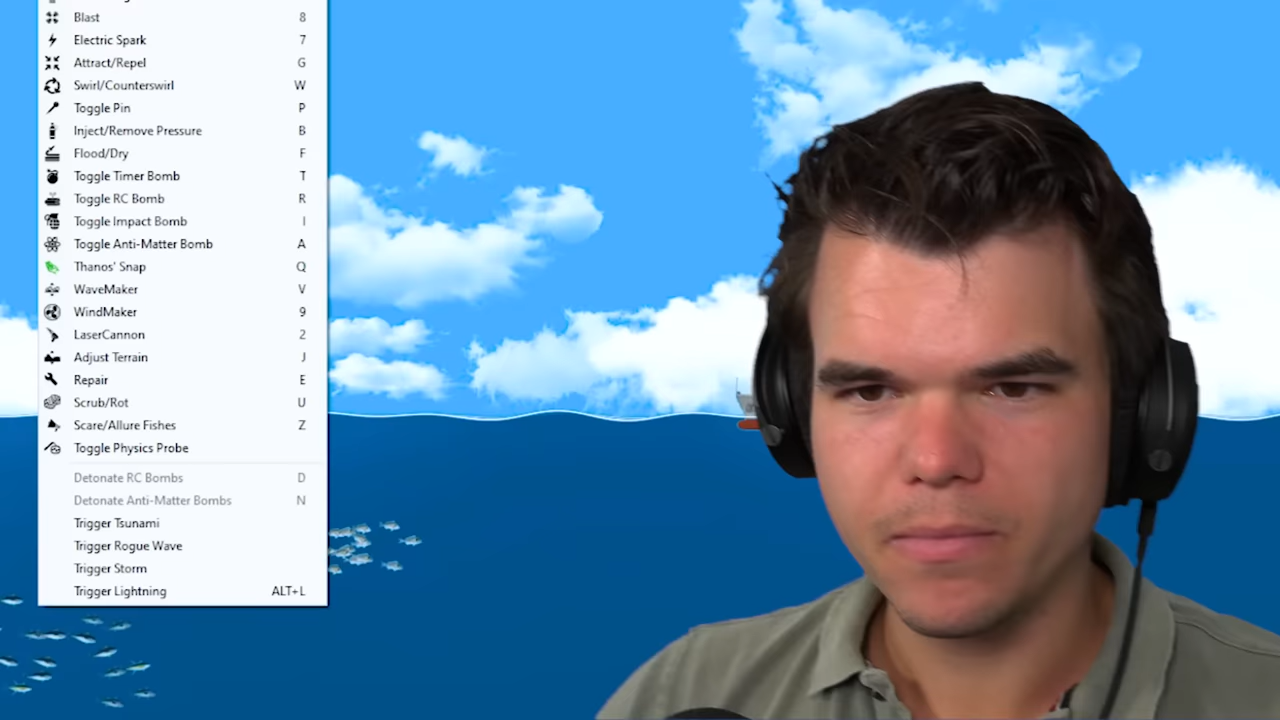 Blast 8
Electric Spark 7
Attract/Repel G
Swirl/Counterswirl W
Toggle Pin P
Inject/Remove Pressure B
Flood/Dry F
Toggle Timer Bomb T
Toggle RC Bomb R
Toggle Impact Bomb I
Toggle Anti-Matter Bomb A
Thanos' Snap Q
WaveMaker V
WindMaker 9
LaserCannon 2
Adjust Terrain J
Repair E
Scrub/Rot U
Scare/Allure Fishes Z
Toggle Physics Probe
Detonate RC Bombs D
Detonate Anti-Matter Bombs N
Trigger Tsunami
Trigger Rogue Wave
Trigger Storm
Trigger Lightning ALT+L